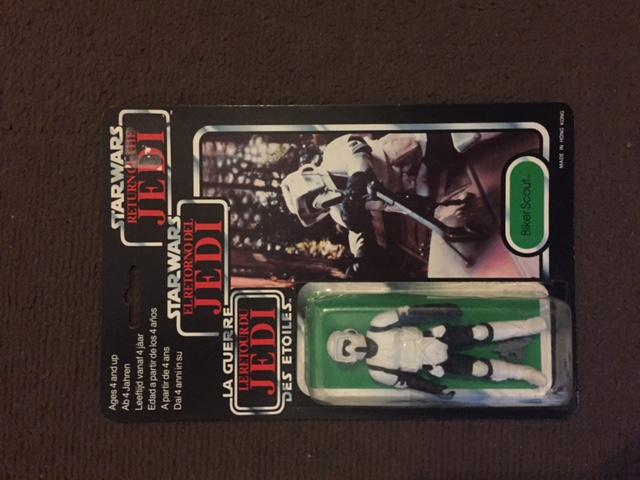 Ages 4 and up
Ab 4 Jahren
Leeftijd vanaf 4 jaar
Edad a partir de los 4 años
A partir de 4 ans
Dai 4 anni in su
STAR WARS
RETURN OF THE
JEDI
STAR WARS
EL RETORNO DEL
JEDI
LA GUERRE
LE RETOUR DU
JEDI
DES ETOILES
Biker Scout
MADE IN HONG KONG